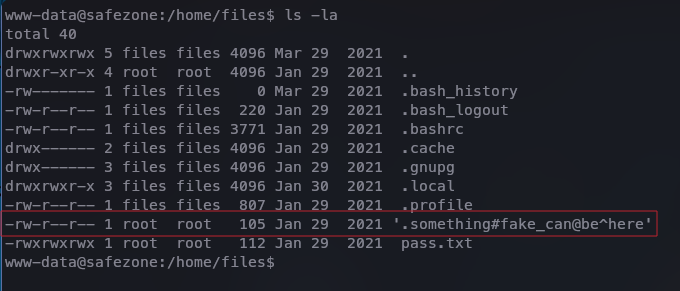 www-data@safezone:/home/files$ ls -la
total 40
drwxrwxrwx 5 files files 4096 Mar 29  2021  .
drwxr-xr-x 4 root  root  4096 Jan 29  2021  ..
-rw------- 1 files files    0 Mar 29  2021  .bash_history
-rw-r--r-- 1 files files  220 Jan 29  2021  .bash_logout
-rw-r--r-- 1 files files 3771 Jan 29  2021  .bashrc
drwx------ 2 files files 4096 Jan 29  2021  .cache
drwx------ 3 files files 4096 Jan 29  2021  .gnupg
drwxrwxr-x 3 files files 4096 Jan 30  2021  .local
-rw-r--r-- 1 files files  807 Jan 29  2021  .profile
-rw-r--r-- 1 root  root   105 Jan 29  2021 '.something#fake_can@be^here'
-rwxrwxrwx 1 root  root   112 Jan 29  2021  pass.txt
www-data@safezone:/home/files$